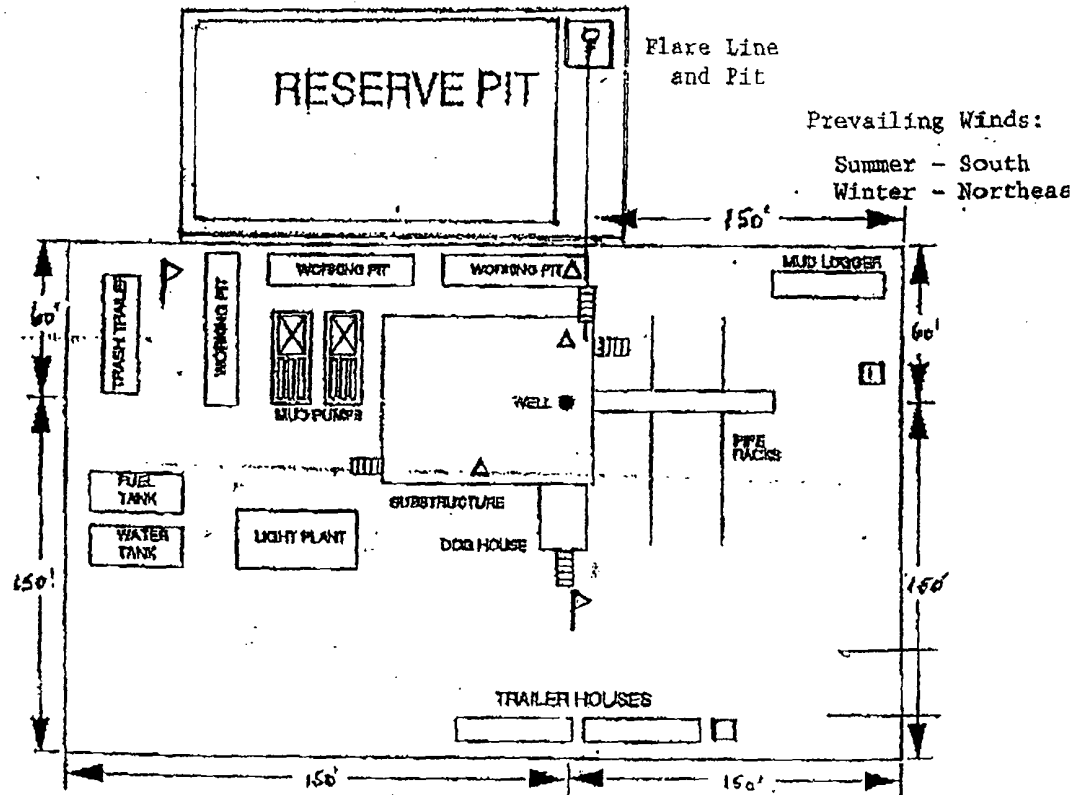 Flare Line
and Pit
RESERVE PIT
Prevailing Winds:
Summer - South
Winter - Northeas
150'
WORKING PIT
WORKING PIT
MUD LOGGER
60'
TRASH TRAILER
WORKING PIT
60'
WELL
MUD PUMPS
PIPE
RACKS
FUEL
TANK
SUBSTRUCTURE
WATER
TANK
LIGHT PLANT
DOG HOUSE
150'
150'
TRAILER HOUSES
150'
150'